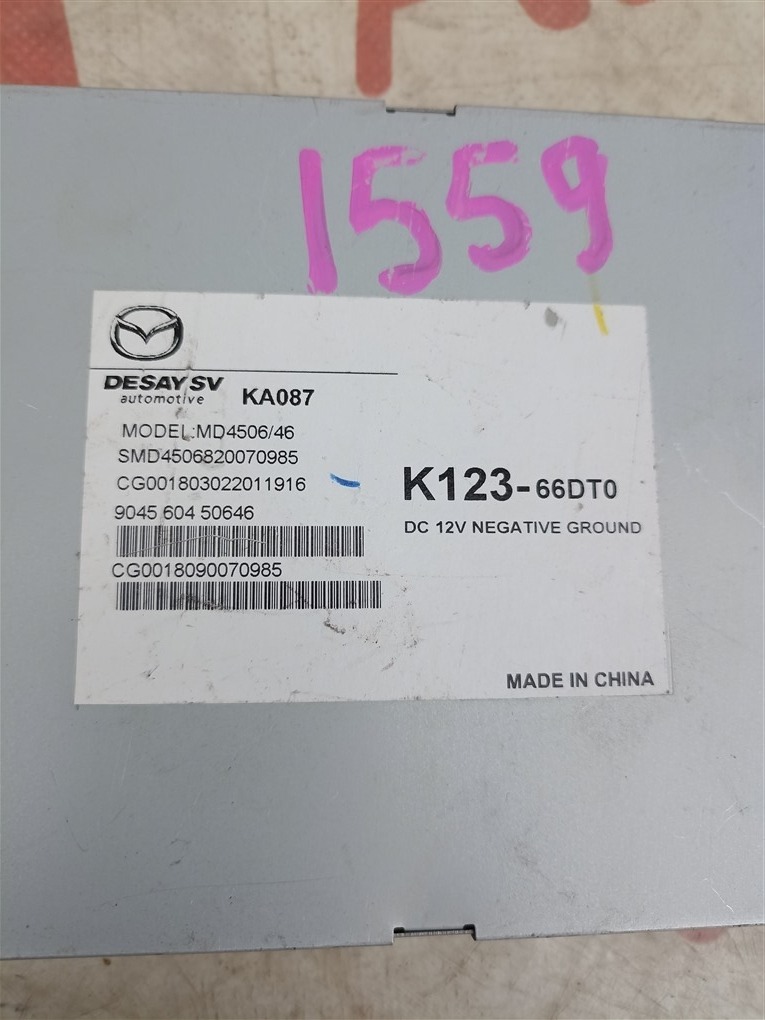 1559
DESAY SV
automotive
KA087
MODEL:MD4506/46
SMD4506820070985
CG001803022011916
9045 604 50646
CG0018090070985
K123-66DT0
DC 12V NEGATIVE GROUND
MADE IN CHINA